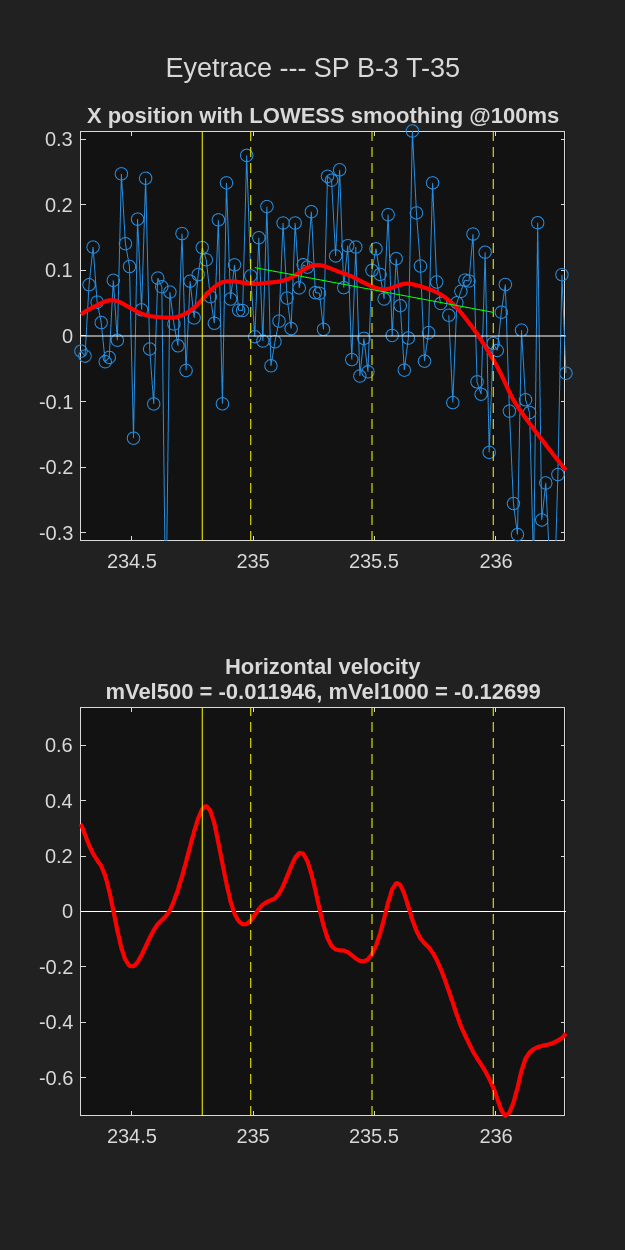 Eyetrace --- SP B-3 T-35
X position with LOWESS smoothing @100ms
0.3
0.2
0.1
0
-0.1
-0.2
-0.3
234.5 235 235.5 236
Horizontal velocity
mVel500 = -0.011946, mVel1000 = -0.12699
0.6
0.4
0.2
0
-0.2
-0.4
-0.6
234.5 235 235.5 236